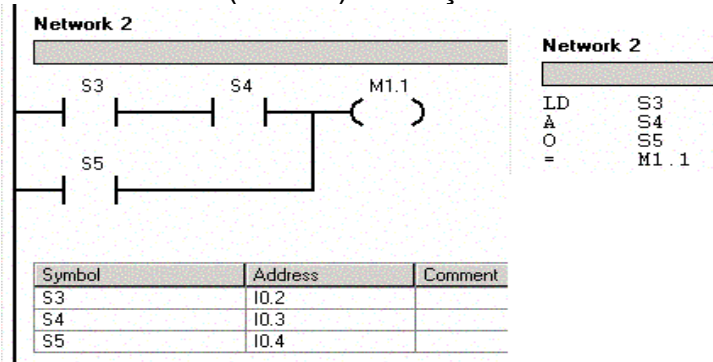 Network 2
S3 S4 M1.1
S5
Symbol Address Comment
S3 I0.2
S4 I0.3
S5 I0.4
Network 2
LD S3
A S4
O S5
= M1.1